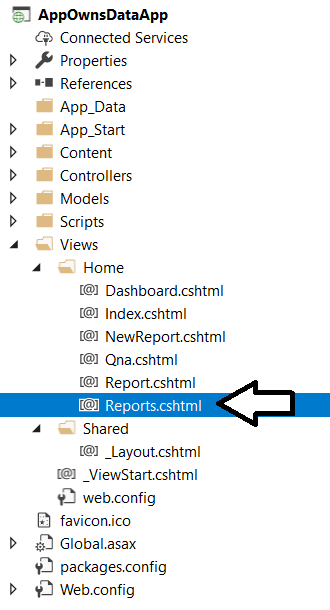 AppOwnsDataApp
Connected Services
Properties
References
App_Data
App_Start
Content
Controllers
Models
Scripts
Views
Home
Dashboard.cshtml
Index.cshtml
NewReport.cshtml
Qna.cshtml
Report.cshtml
Reports.cshtml
Shared
_Layout.cshtml
_ViewStart.cshtml
web.config
favicon.ico
Global.asax
packages.config
Web.config